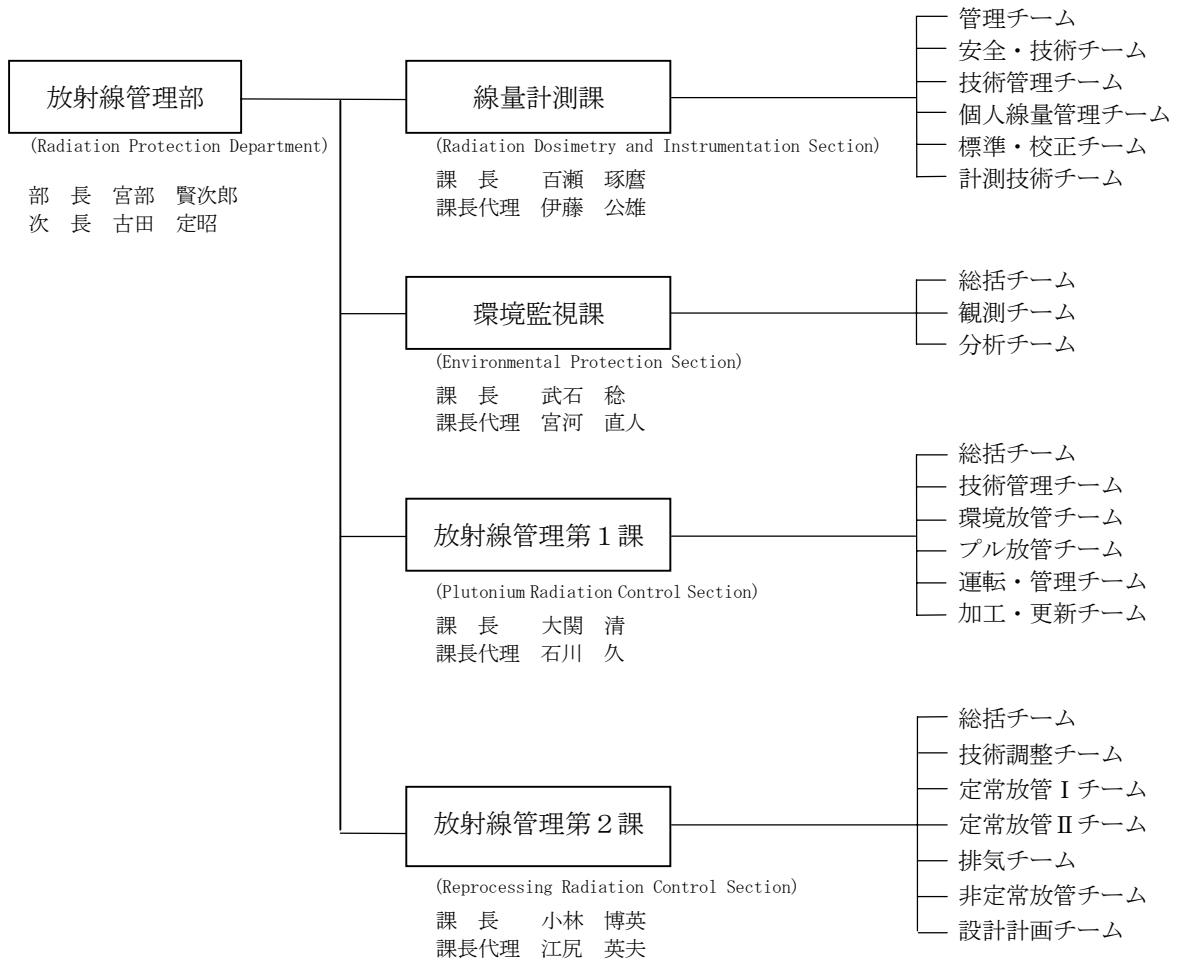 放射線管理部
(Radiation Protection Department)
部　長　宮部　賢次郎
次　長　古田　定昭
線量計測課
(Radiation Dosimetry and Instrumentation Section)
課　長　　百瀬　琢麿
課長代理　伊藤　公雄
管理チーム
安全・技術チーム
技術管理チーム
個人線量管理チーム
標準・校正チーム
計測技術チーム
環境監視課
(Environmental Protection Section)
課　長　　武石　稔
課長代理　宮河　直人
総括チーム
観測チーム
分析チーム
放射線管理第１課
(Plutonium Radiation Control Section)
課　長　　大関　清
課長代理　石川　久
総括チーム
技術管理チーム
環境放管チーム
プル放管チーム
運転・管理チーム
加工・更新チーム
放射線管理第２課
(Reprocessing Radiation Control Section)
課　長　　小林　博英
課長代理　江尻　英夫
総括チーム
技術調整チーム
定常放管Ⅰチーム
定常放管Ⅱチーム
排気チーム
非定常放管チーム
設計計画チーム